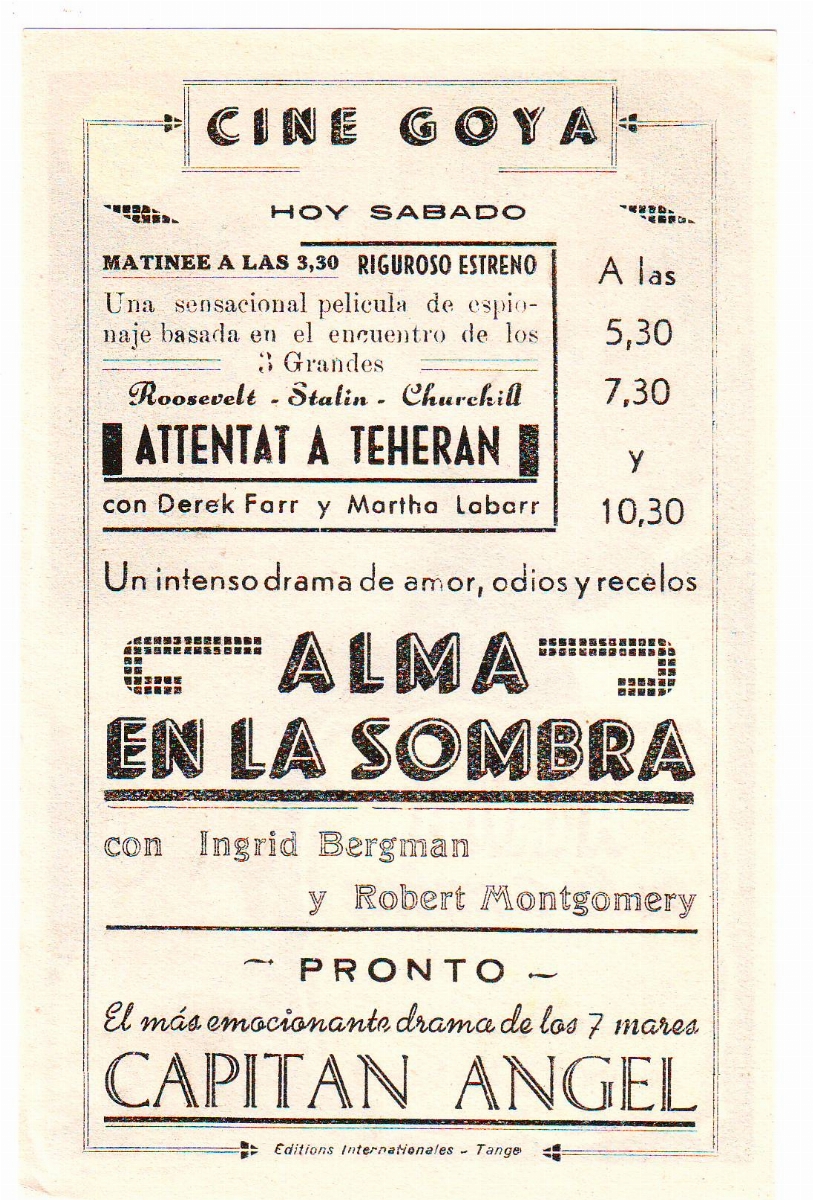 CINE GOYA
HOY SABADO
MATINEE A LAS 3,30 RIGUROSO ESTRENO
Una sensacional pelicula de espio-
naje basada en el encuentro de los
3 Grandes
Roosevelt - Stalin - Churchill
ATTENTAT A TEHERAN
con Derek Farr y Martha Labarr
A las
5,30
7,30
y
10,30
Un intenso drama de amor, odios y recelos
ALMA
EN LA SOMBRA
con Ingrid Bergman
y Robert Montgomery
PRONTO
El más emocionante drama de los 7 mares
CAPITAN ANGEL
Editions Internationales - Tange